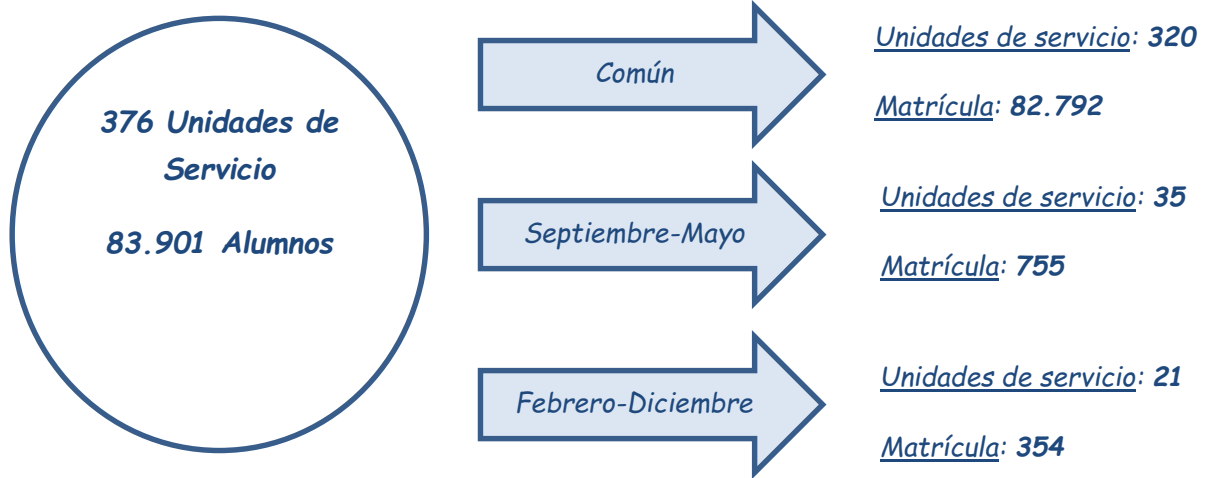 376 Unidades de
Servicio
83.901 Alumnos
Común
Unidades de servicio: 320
Matrícula: 82.792
Septiembre-Mayo
Unidades de servicio: 35
Matrícula: 755
Febrero-Diciembre
Unidades de servicio: 21
Matrícula: 354